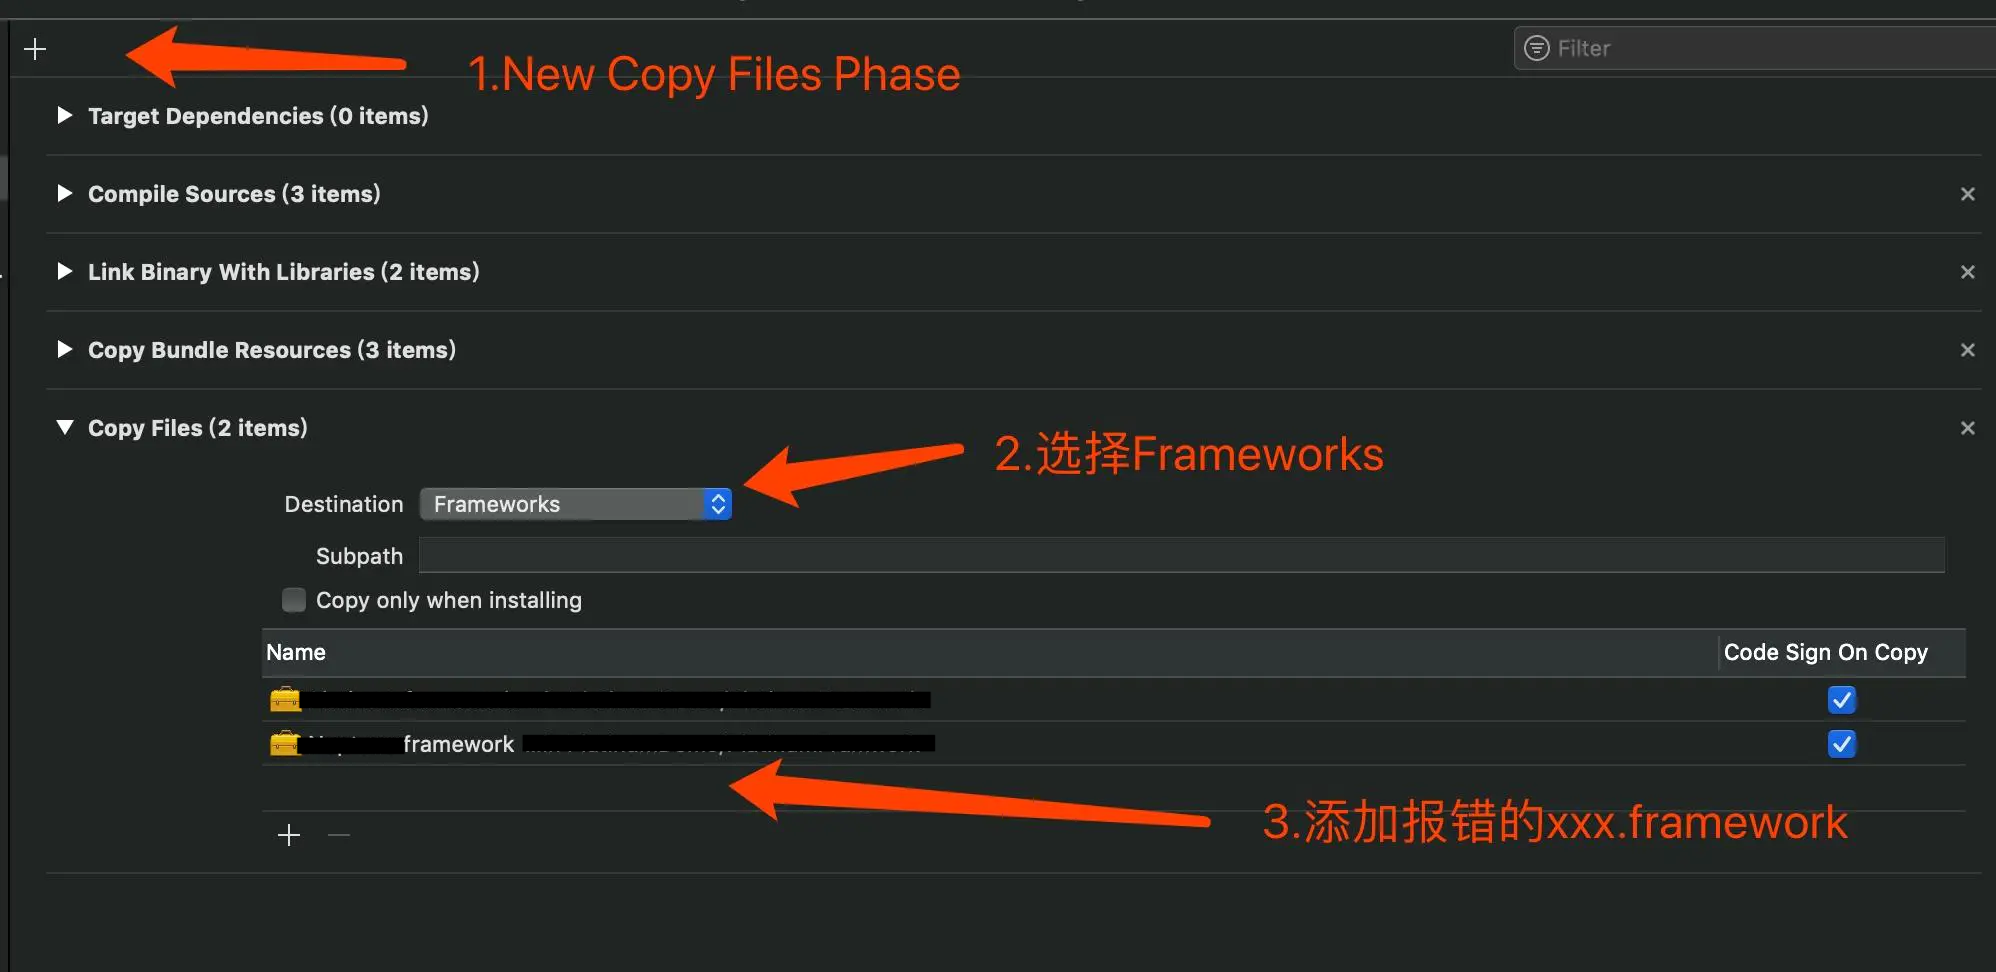 Filter
1.New Copy Files Phase
Target Dependencies (0 items)
Compile Sources (3 items)
Link Binary With Libraries (2 items)
Copy Bundle Resources (3 items)
Copy Files (2 items)
2.选择Frameworks
Destination Frameworks
Subpath
Copy only when installing
Name Code Sign On Copy
framework
3.添加报错的xxx.framework